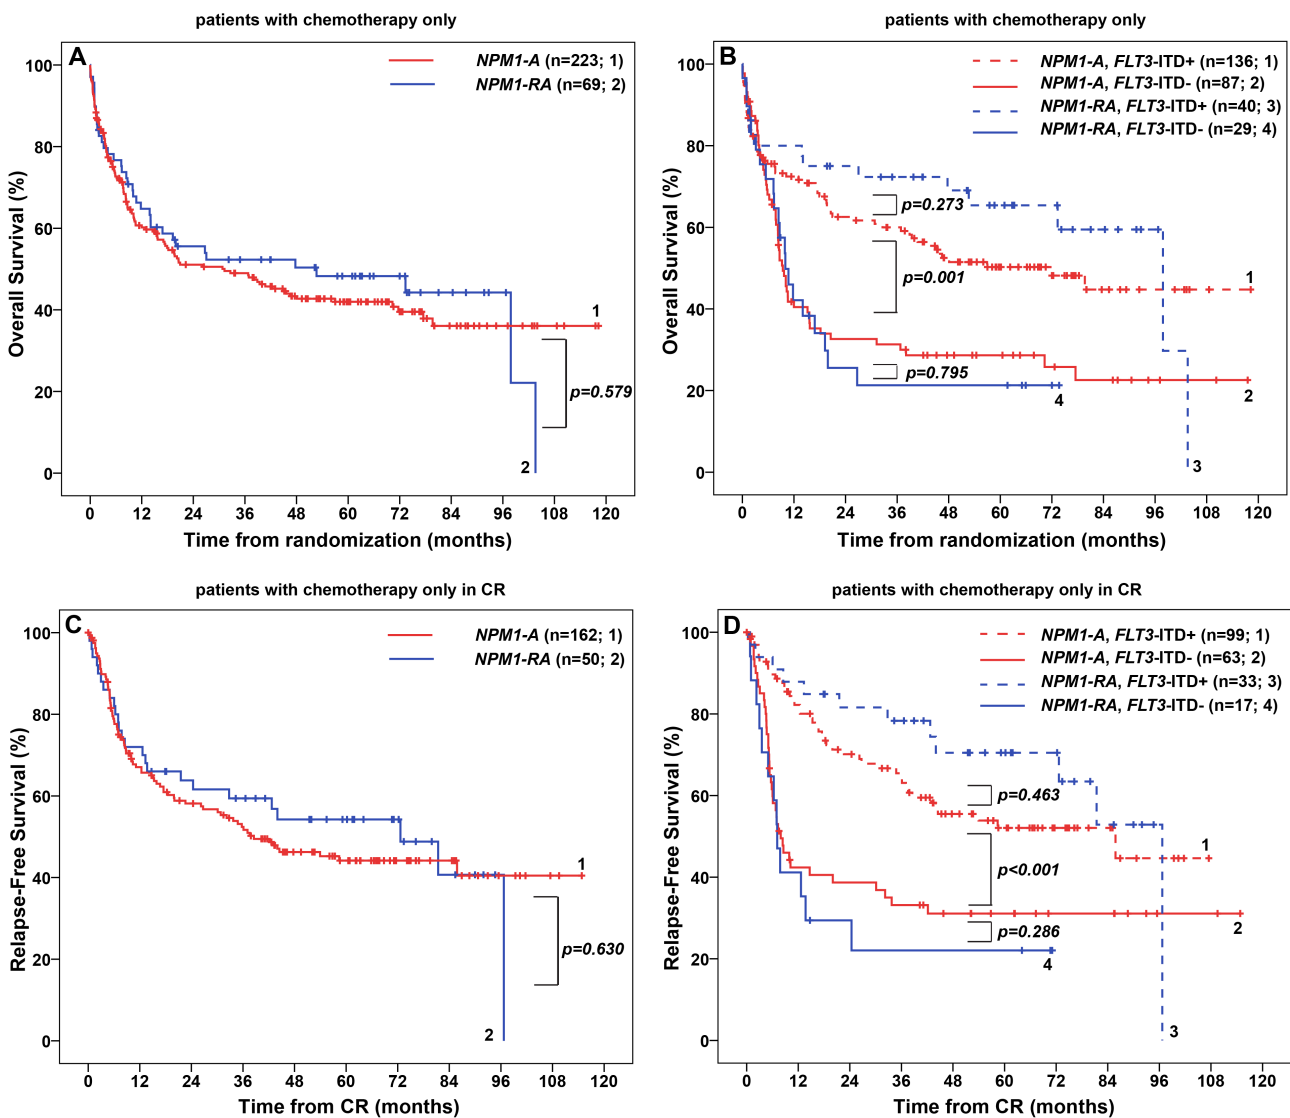 patients with chemotherapy only
A
NPM1-A (n=223; 1)
NPM1-RA (n=69; 2)
100
80
60
40
20
0
Overall Survival (%)
1
p=0.579
2
0 12 24 36 48 60 72 84 96 108 120
Time from randomization (months)
patients with chemotherapy only
B
NPM1-A, FLT3-ITD+ (n=136; 1)
NPM1-A, FLT3-ITD- (n=87; 2)
NPM1-RA, FLT3-ITD+ (n=40; 3)
NPM1-RA, FLT3-ITD- (n=29; 4)
100
80
60
40
20
0
Overall Survival (%)
p=0.273
p=0.001
1
p=0.795
4
2
3
0 12 24 36 48 60 72 84 96 108 120
Time from randomization (months)
patients with chemotherapy only in CR
C
NPM1-A (n=162; 1)
NPM1-RA (n=50; 2)
100
80
60
40
20
0
Relapse-Free Survival (%)
1
p=0.630
2
0 12 24 36 48 60 72 84 96 108 120
Time from CR (months)
patients with chemotherapy only in CR
D
NPM1-A, FLT3-ITD+ (n=99; 1)
NPM1-A, FLT3-ITD- (n=63; 2)
NPM1-RA, FLT3-ITD+ (n=33; 3)
NPM1-RA, FLT3-ITD- (n=17; 4)
100
80
60
40
20
0
Relapse-Free Survival (%)
p=0.463
1
p<0.001
2
p=0.286
4
3
0 12 24 36 48 60 72 84 96 108 120
Time from CR (months)